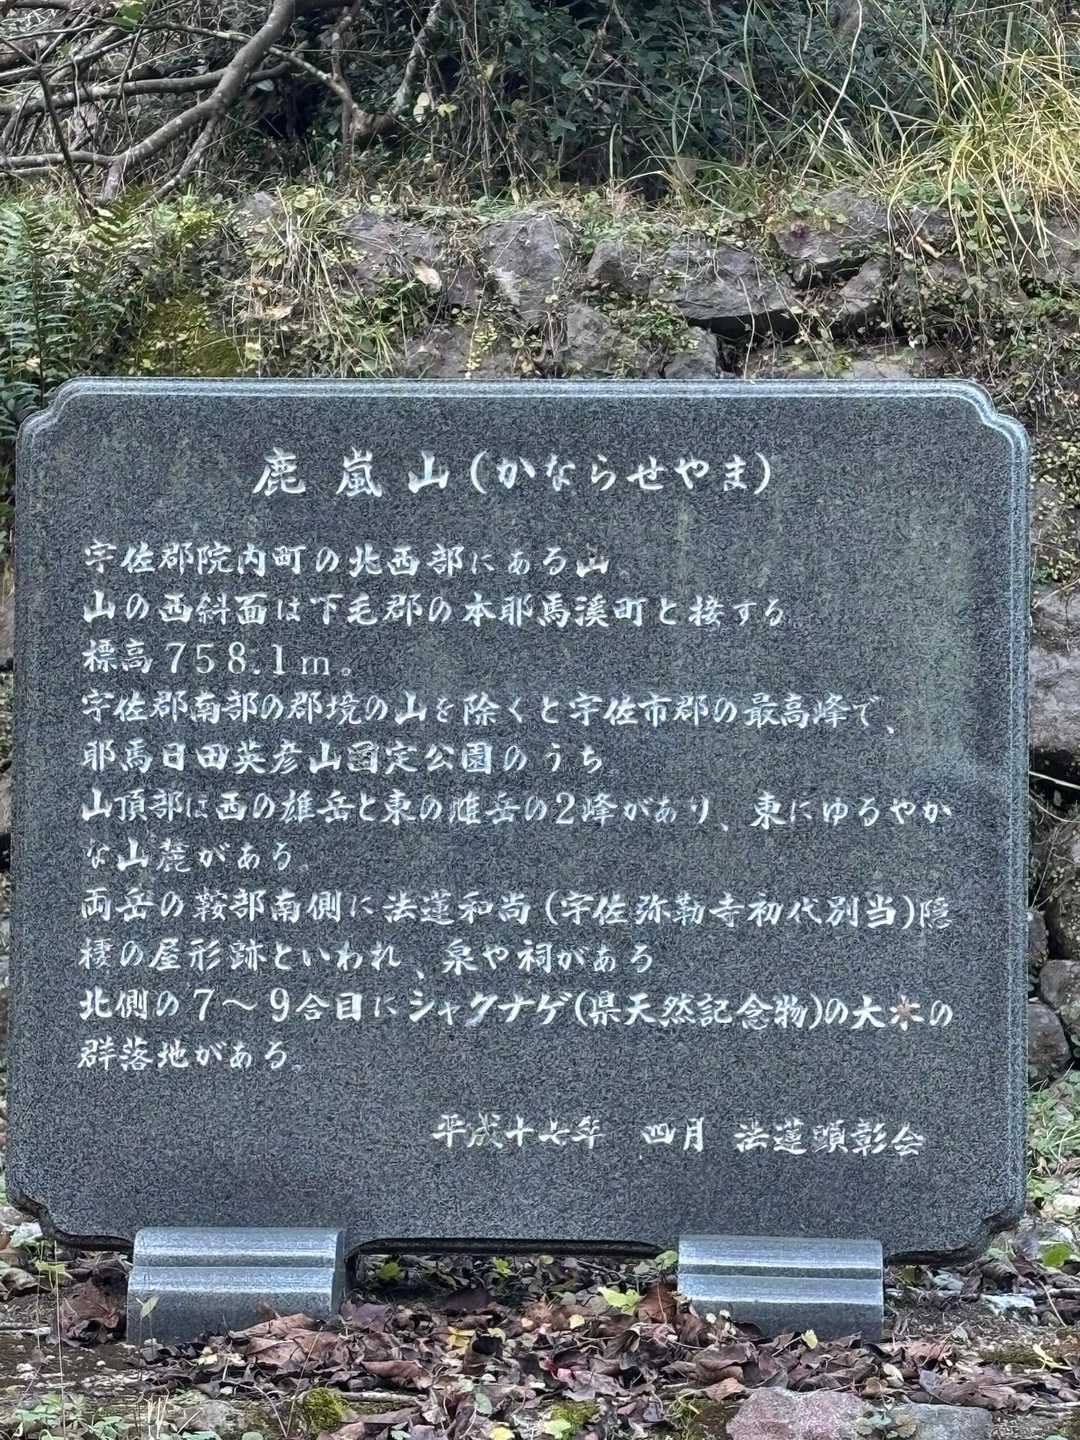 鹿嵐山(かならせやま)
宇佐郡院内町の北西部にある山。
山の西斜面は下毛郡の本耶馬溪町と接する
標高758.1m。
宇佐郡南部の郡境の山を除くと宇佐市郡の最高峰で、
耶馬日田英彦山国定公園のうち
山頂部は西の雄岳と東の雌岳の2峰があり、東にゆるやか
な山麓がある。
両岳の鞍部南側に法蓮和尚(宇佐弥勒寺初代別当)隠
棲の屋形跡といわれ、泉や祠がある
北側の7〜9合目にシャクナゲ(県天然記念物)の大木の
群落地がある。
平成十七年 四月 法蓮顕彰会